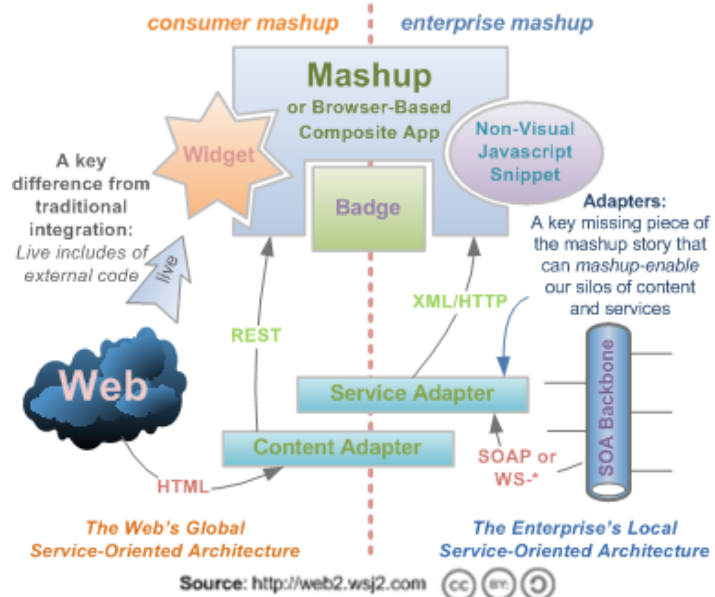 consumer mashup
enterprise mashup
Mashup
or Browser-Based
Composite App
Widget
Non-Visual
Javascript
Snippet
Badge
A key
difference from
traditional
integration:
Live includes of
external code
live
Adapters:
A key missing piece of
the mashup story that
can mashup-enable
our silos of content
and services
REST
XML/HTTP
Web
Service Adapter
Content Adapter
SOA Backbone
HTML
SOAP or
WS-*
The Web's Global
Service-Oriented Architecture
The Enterprise's Local
Service-Oriented Architecture
Source: http://web2.wsj2.com
cc BY: